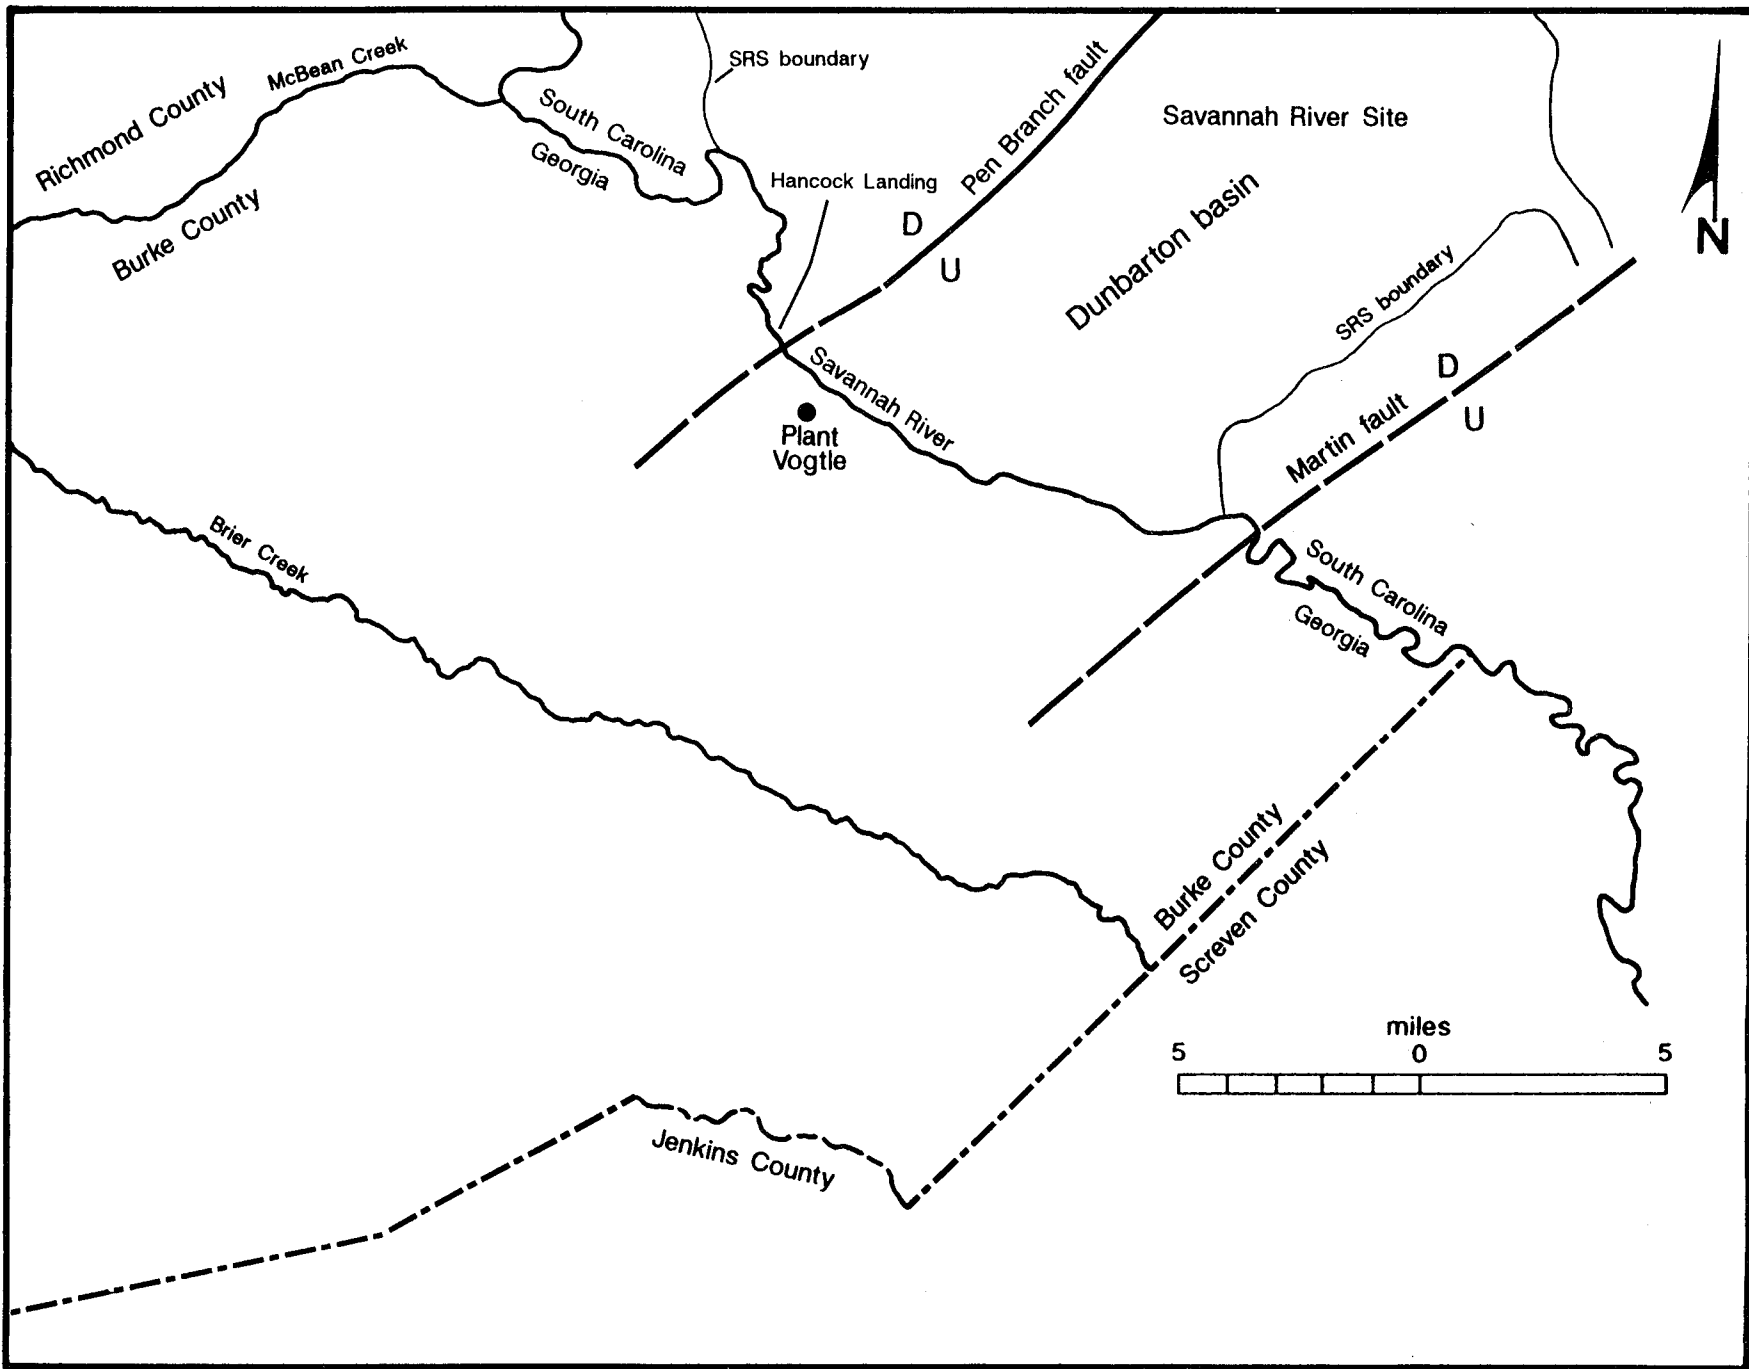 Richmond County
McBean Creek
Burke County
South Carolina
Georgia
SRS boundary
Hancock Landing
Pen Branch fault
D
U
Savannah River Site
Dunbarton basin
SRS boundary
N
D
U
Martin fault
Savannah River
Plant
Vogtle
Brier Creek
South Carolina
Georgia
Burke County
Screven County
miles
5 0 5
Jenkins County